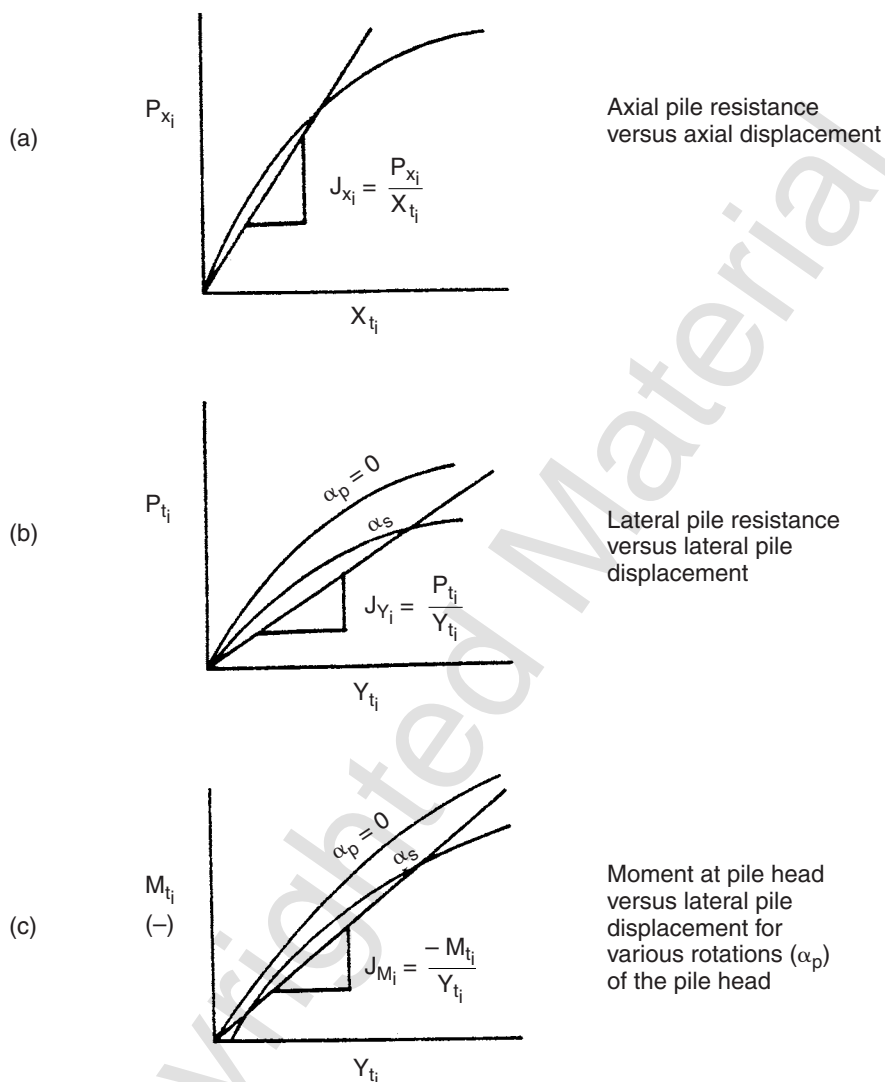 (a)
P_{x_i}
J_{x_i} = P_{x_i} / X_{t_i}
X_{t_i}
Axial pile resistance
versus axial displacement
(b)
P_{t_i}
α_p = 0
α_s
J_{Y_i} = P_{t_i} / Y_{t_i}
Y_{t_i}
Lateral pile resistance
versus lateral pile
displacement
(c)
M_{t_i}
(–)
α_p = 0
α_s
J_{M_i} = – M_{t_i} / Y_{t_i}
Y_{t_i}
Moment at pile head
versus lateral pile
displacement for
various rotations (α_p)
of the pile head
yrighted Material